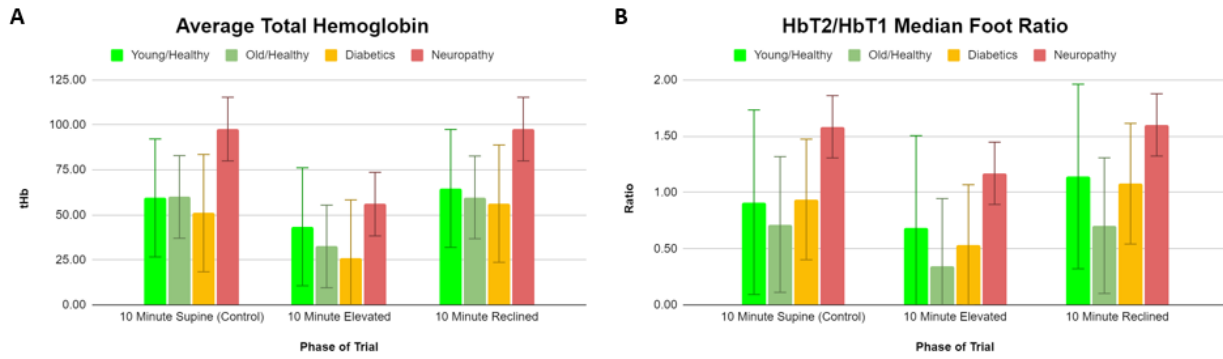 A
Average Total Hemoglobin
Young/Healthy Old/Healthy Diabetics Neuropathy
125.00
100.00
75.00
50.00
25.00
0.00
tHb
10 Minute Supine (Control) 10 Minute Elevated 10 Minute Reclined
Phase of Trial
B
HbT2/HbT1 Median Foot Ratio
Young/Healthy Old/Healthy Diabetics Neuropathy
2.00
1.50
1.00
0.50
0.00
Ratio
10 Minute Supine (Control) 10 Minute Elevated 10 Minute Reclined
Phase of Trial